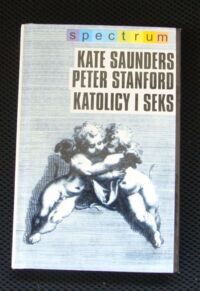 spectrum
KATE SAUNDERS
PETER STANFORD
KATOLICY I SEKS